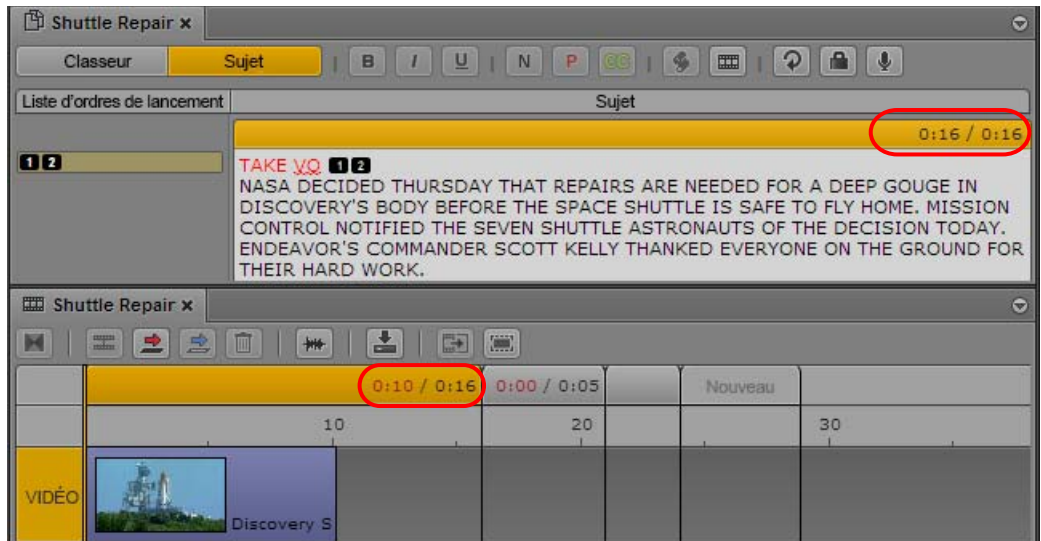 Shuttle Repair ×
Classeur Sujet B I U N P CC
Liste d'ordres de lancement Sujet
0:16 / 0:16
1 2 TAKE VO 1 2
NASA DECIDED THURSDAY THAT REPAIRS ARE NEEDED FOR A DEEP GOUGE IN
DISCOVERY'S BODY BEFORE THE SPACE SHUTTLE IS SAFE TO FLY HOME. MISSION
CONTROL NOTIFIED THE SEVEN SHUTTLE ASTRONAUTS OF THE DECISION TODAY.
ENDEAVOR'S COMMANDER SCOTT KELLY THANKED EVERYONE ON THE GROUND FOR
THEIR HARD WORK.
Shuttle Repair ×
0:10 / 0:16 0:00 / 0:05 Nouveau
10 20 30
VIDÉO Discovery S